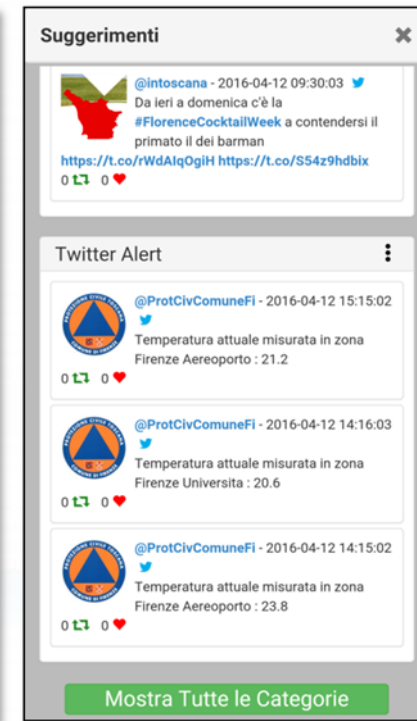 Suggerimenti
@intoscana - 2016-04-12 09:30:03
Da ieri a domenica c'è la
#FlorenceCocktailWeek a contendersi il
primato il dei barman
https://t.co/rWdAlqOgiH https://t.co/S54z9hdbix
0 0
Twitter Alert
@ProtCivComuneFi - 2016-04-12 15:15:02
Temperatura attuale misurata in zona
Firenze Aereoporto : 21.2
0 0
@ProtCivComuneFi - 2016-04-12 14:16:03
Temperatura attuale misurata in zona
Firenze Universita : 20.6
0 0
@ProtCivComuneFi - 2016-04-12 14:15:02
Temperatura attuale misurata in zona
Firenze Aereoporto : 23.8
0 0
Mostra Tutte le Categorie